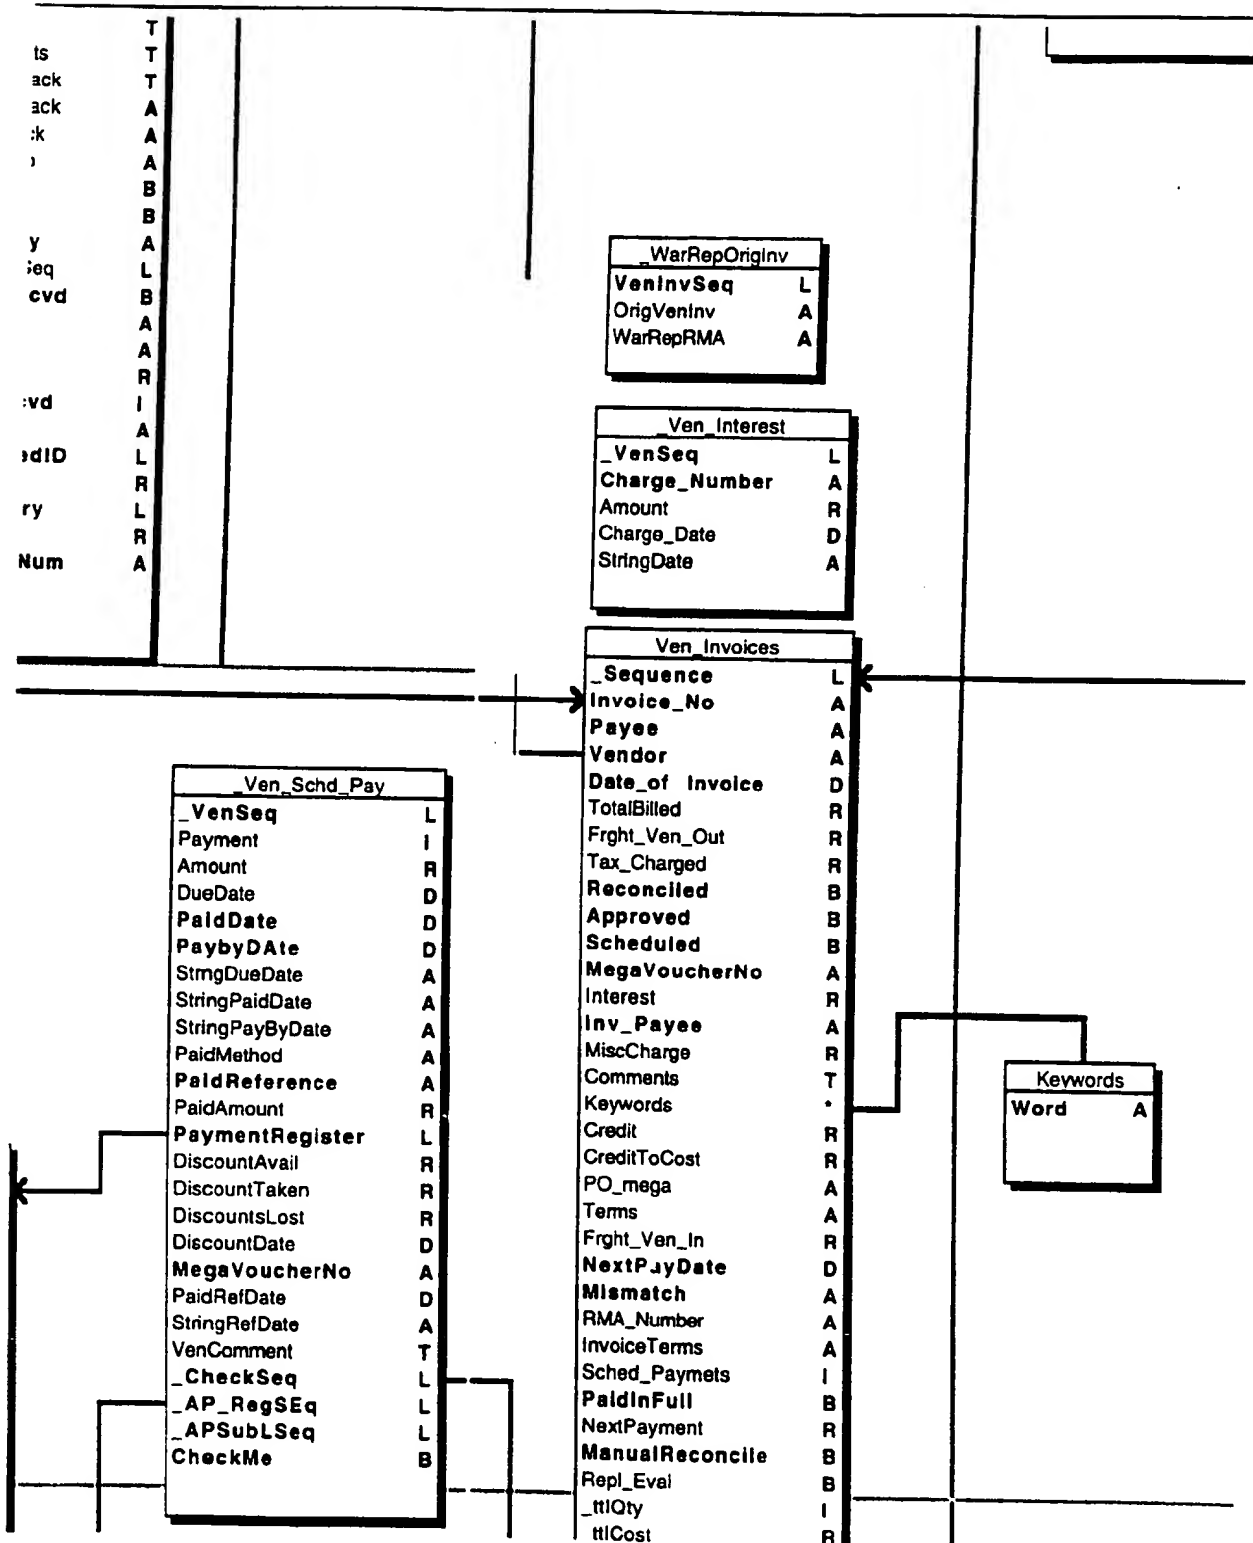 T
ts T
ack T
ack A
k A
A
B
B
y A
Seq L
cvd B
A
A
R
vd I
A
edID L
R
ry L
R
Num A
_WarRepOrigInv
VenInvSeq L
OrigVenInv A
WarRepRMA A
_Ven_Interest
_VenSeq L
Charge_Number A
Amount R
Charge_Date D
StringDate A
Ven_Invoices
_Sequence L
Invoice_No A
Payee A
Vendor A
Date_of Invoice D
TotalBilled R
Frght_Ven_Out R
Tax_Charged R
Reconciled B
Approved B
Scheduled B
MegaVoucherNo A
Interest R
Inv_Payee A
MiscCharge R
Comments T
Keywords *
Credit R
CreditToCost R
PO_mega A
Terms A
Frght_Ven_In R
NextPayDate D
Mismatch A
RMA_Number A
InvoiceTerms A
Sched_Paymets I
PaidInFull B
NextPayment R
ManualReconcile B
Repl_Eval B
_ttlQty I
ttlCost R
_Ven_Schd_Pay
_VenSeq L
Payment I
Amount R
DueDate D
PaidDate D
PaybyDAte D
StrngDueDate A
StringPaidDate A
StringPayByDate A
PaidMethod A
PaidReference A
PaidAmount R
PaymentRegister L
DiscountAvail R
DiscountTaken R
DiscountsLost R
DiscountDate D
MegaVoucherNo A
PaidRefDate D
StringRefDate A
VenComment T
_CheckSeq L
_AP_RegSEq L
_APSubLSeq L
CheckMe B
Keywords
Word A